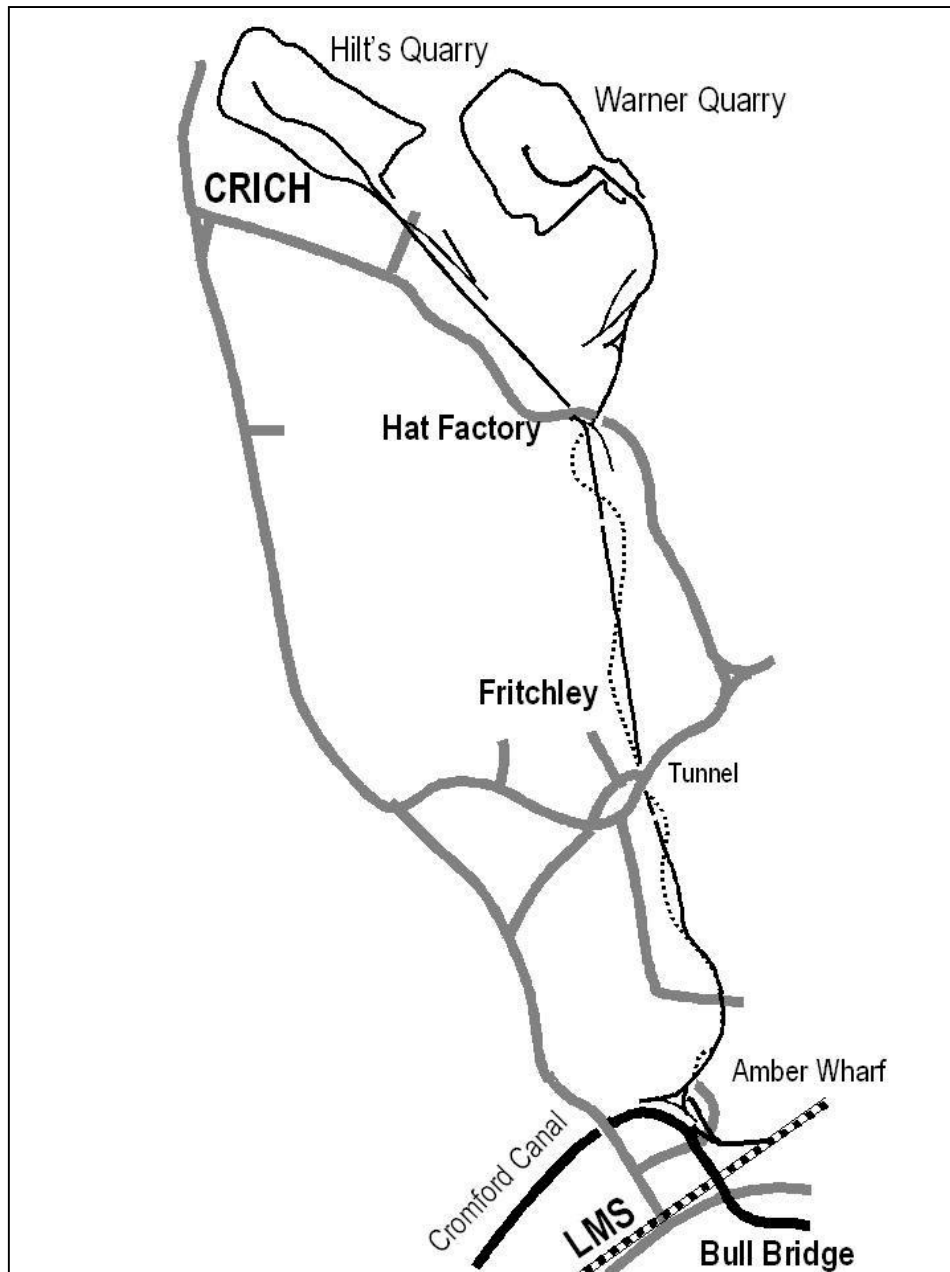 Hilt's Quarry
Warner Quarry
CRICH
Hat Factory
Fritchley
Tunnel
Amber Wharf
Cromford Canal
LMS
Bull Bridge